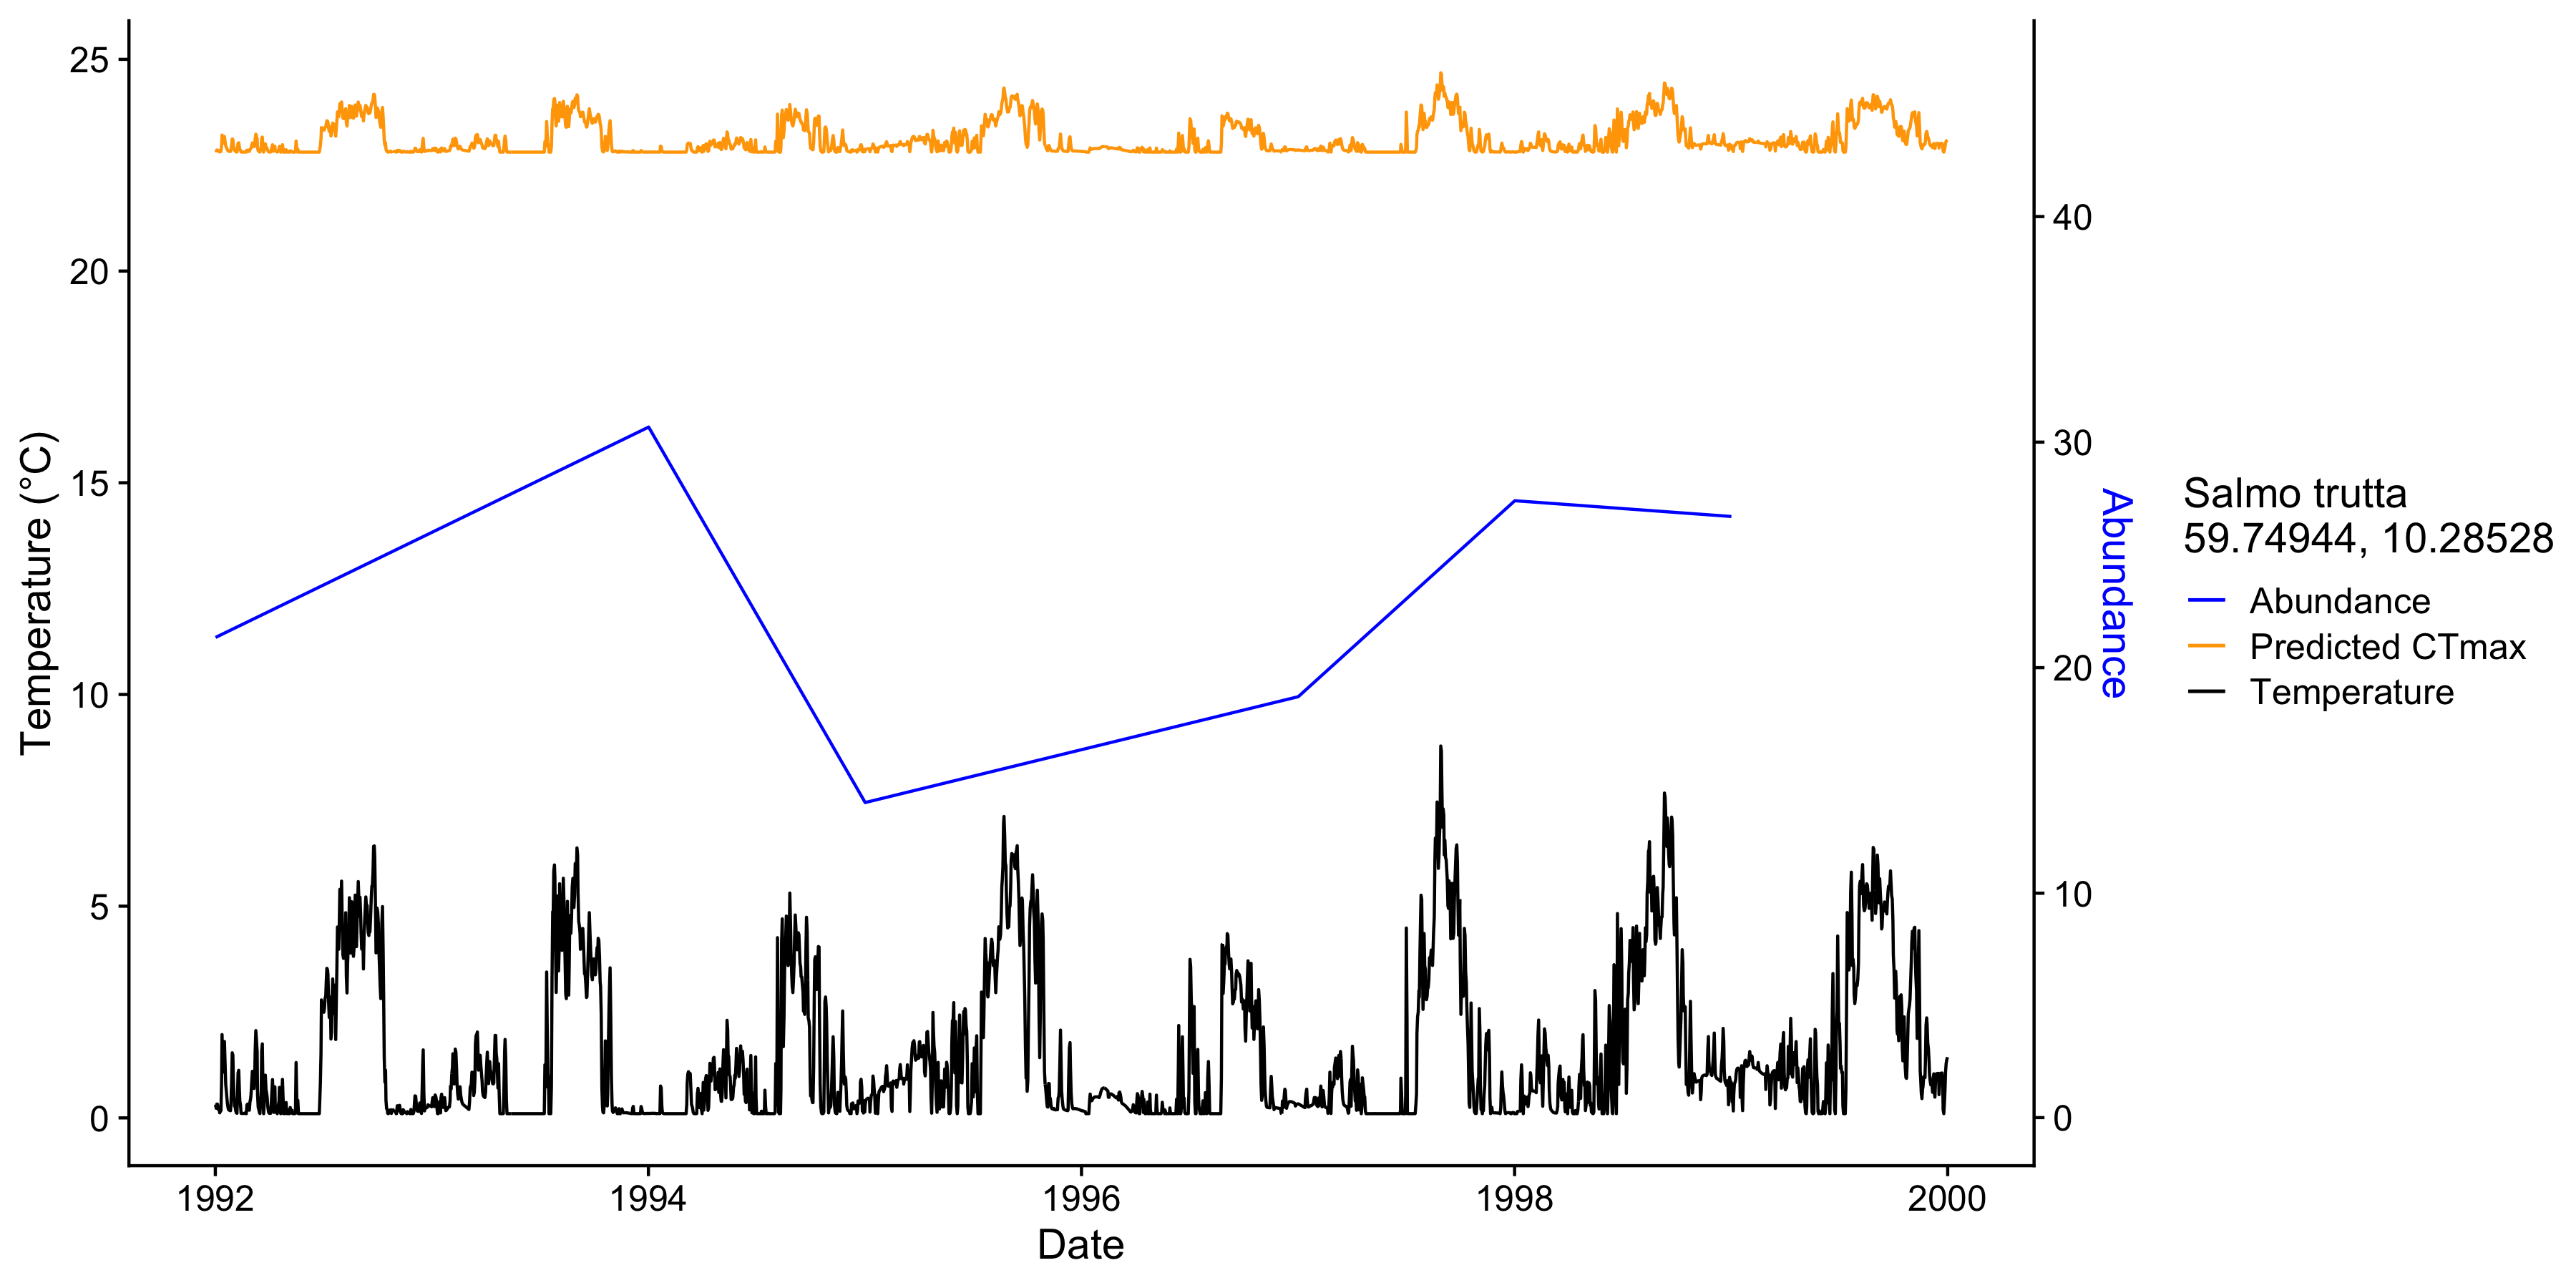 25
20
15
10
5
0
Temperature (°C)
1992
1994
1996
1998
2000
Date
40
30
20
10
0
Abundance
Salmo trutta
59.74944, 10.28528
Abundance
Predicted CTmax
Temperature